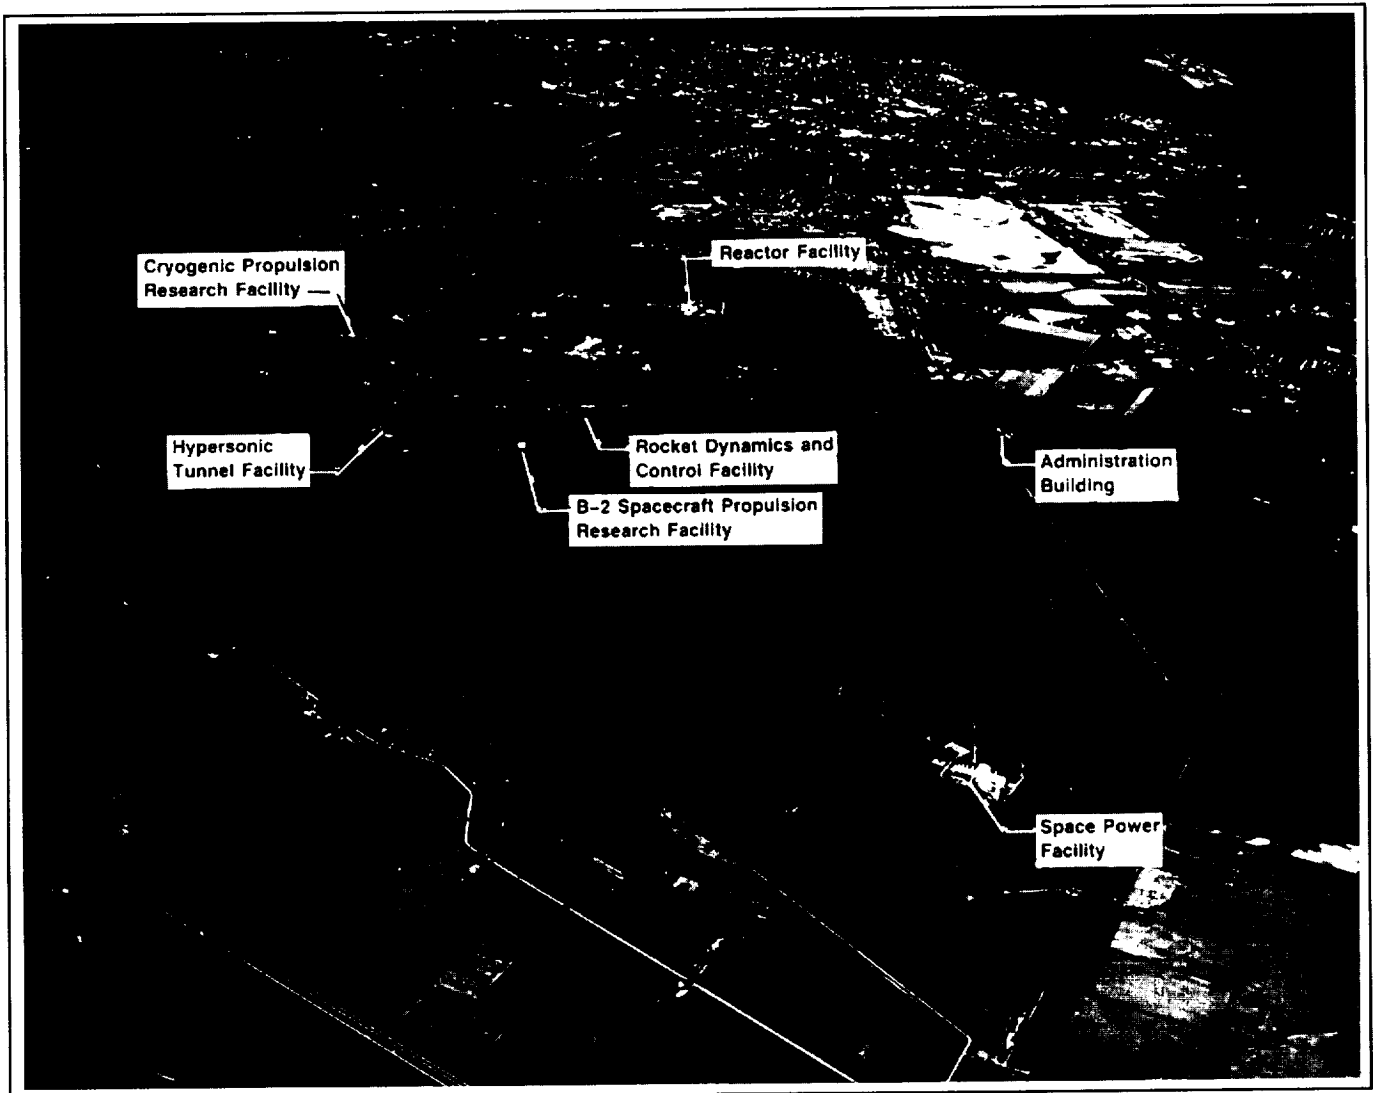 Reactor Facility
Cryogenic Propulsion
Research Facility
Hypersonic
Tunnel Facility
Rocket Dynamics and
Control Facility
Administration
Building
B-2 Spacecraft Propulsion
Research Facility
Space Power
Facility